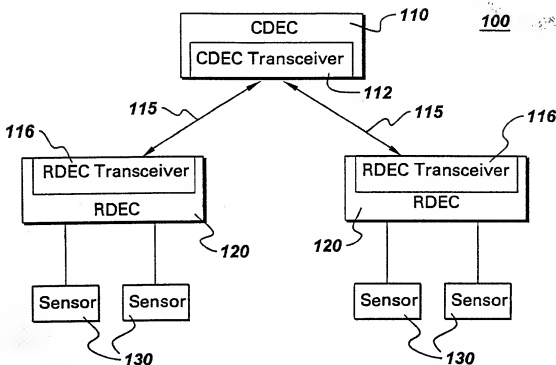 110
100
CDEC
CDEC Transceiver
112
115
115
116
116
RDEC Transceiver
RDEC Transceiver
RDEC
RDEC
120
120
Sensor
Sensor
Sensor
Sensor
130
130